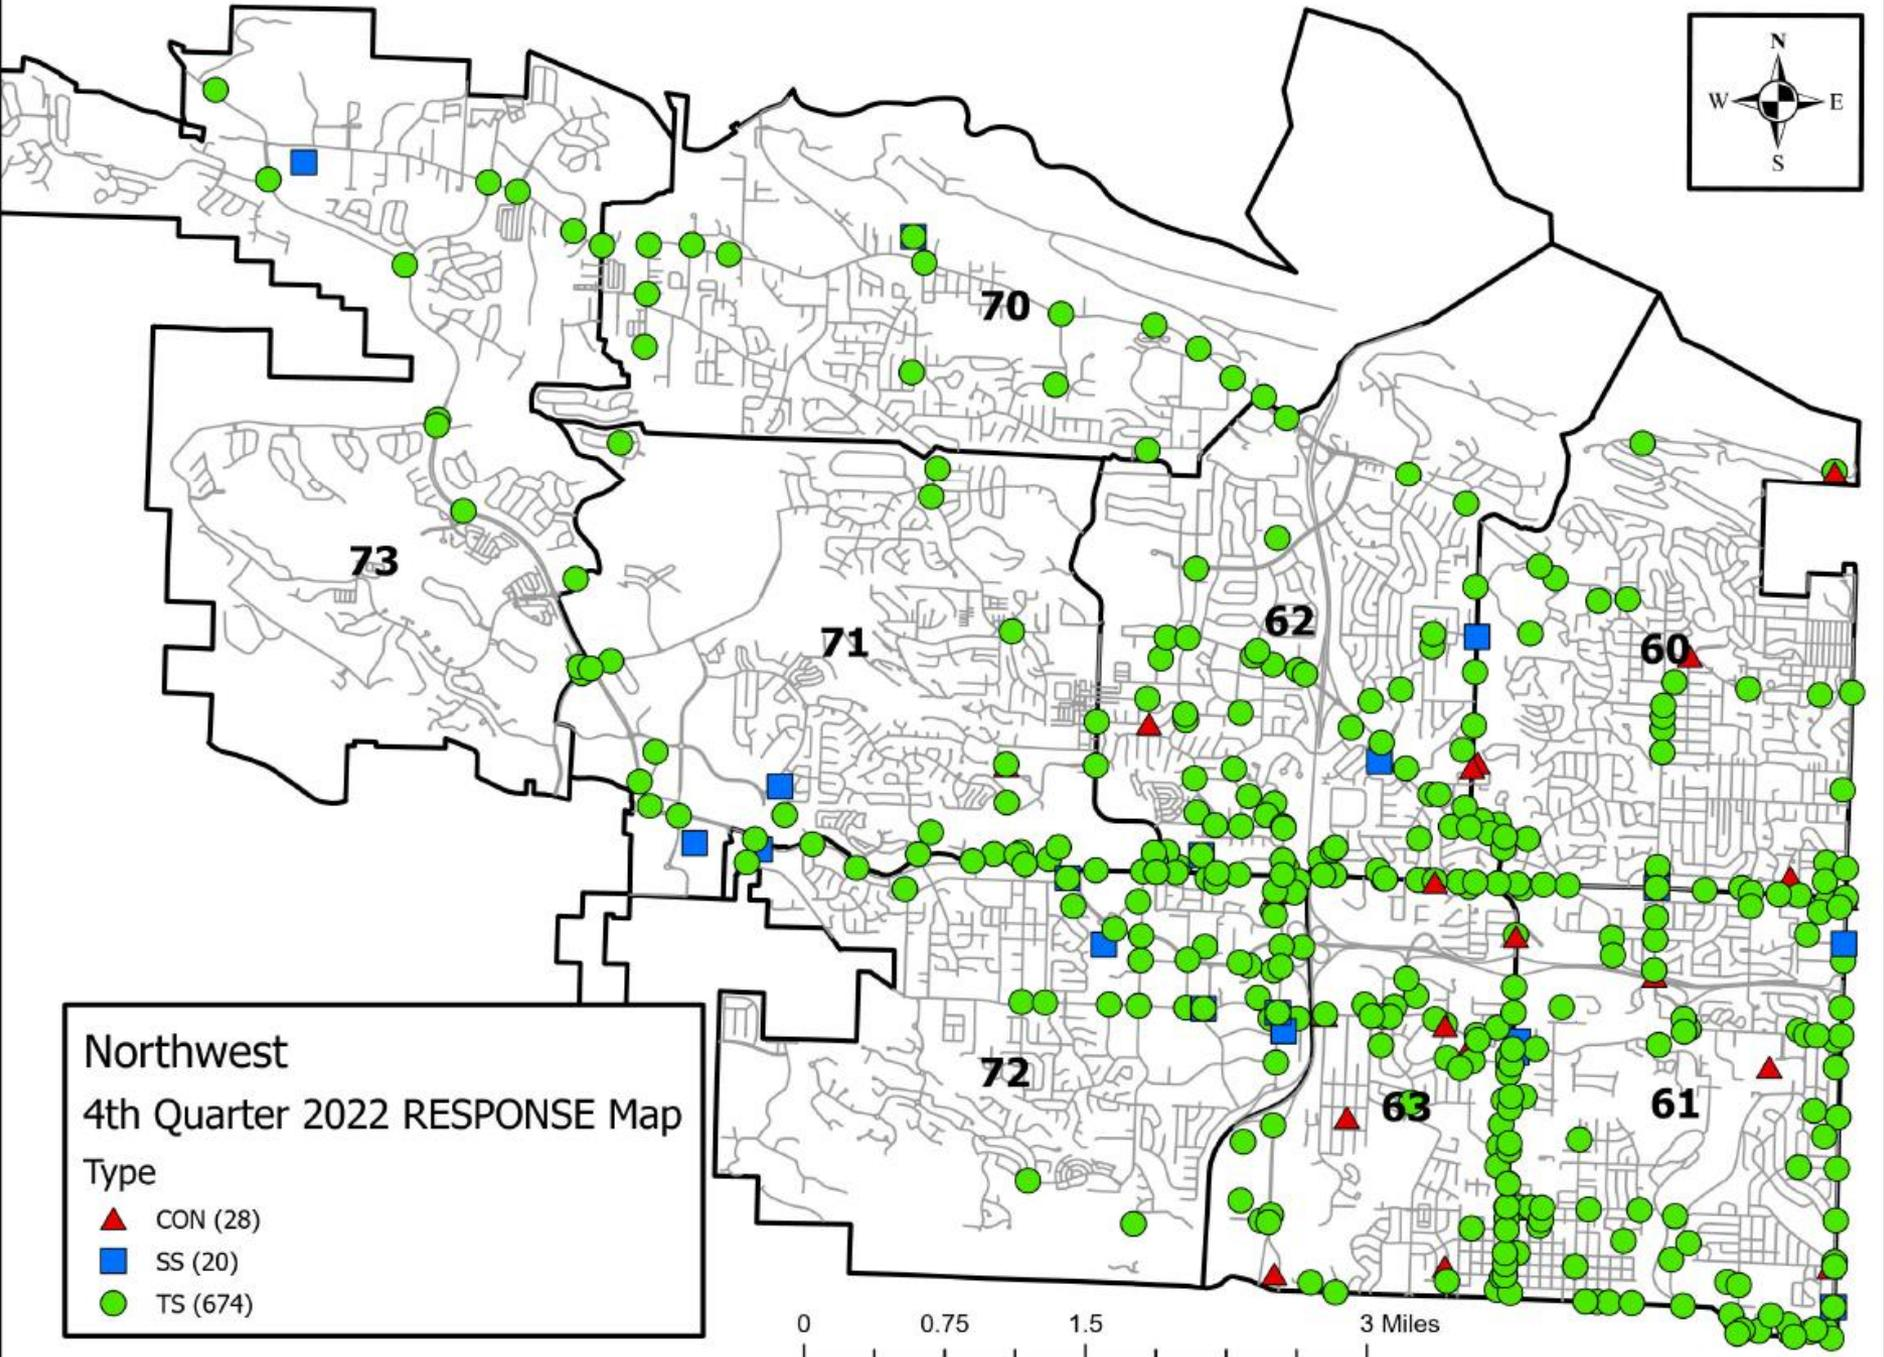 N
W E
S
70
73
62
71
60
72
63
61
Northwest
4th Quarter 2022 RESPONSE Map
Type
CON (28)
SS (20)
TS (674)
0 0.75 1.5 3 Miles